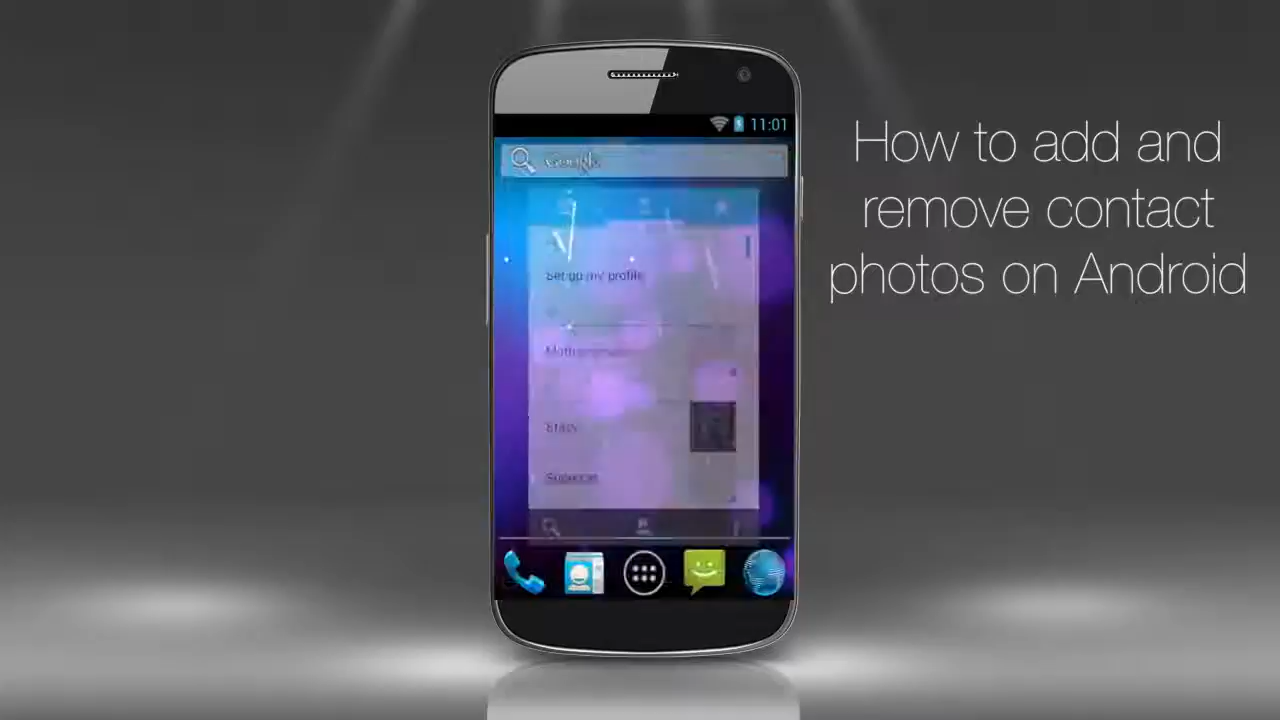 11:01
Google
How to add and
remove contact
photos on Android
Set up my profile